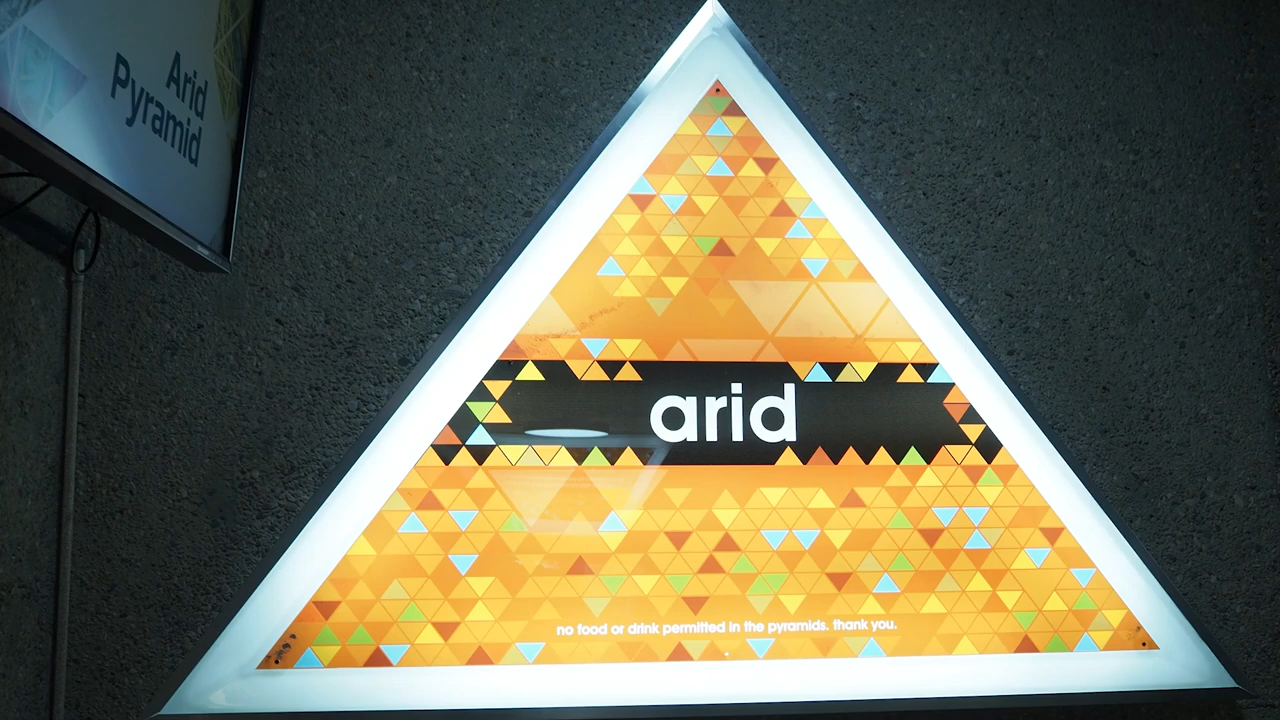 Arid
Pyramid
arid
no food or drink permitted in the pyramids. thank you.